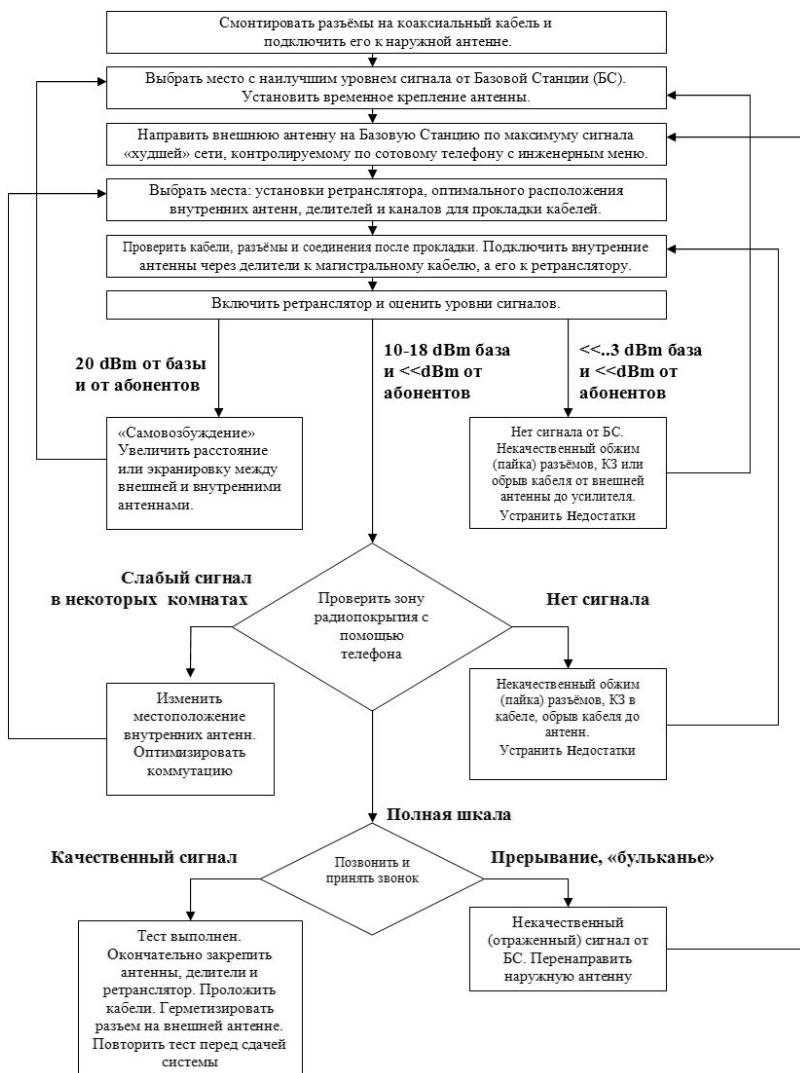 Смонтировать разъёмы на коаксиальный кабель и
подключить его к наружной антенне.
Выбрать место с наилучшим уровнем сигнала от Базовой Станции (БС).
Установить временное крепление антенны.
Направить внешнюю антенну на Базовую Станцию по максимуму сигнала
«худшей» сети, контролируемому по сотовому телефону с инженерным меню.
Выбрать места: установки ретранслятора, оптимального расположения
внутренних антенн, делителей и каналов для прокладки кабелей.
Проверить кабели, разъёмы и соединения после прокладки. Подключить внутренние
антенны через делители к магистральному кабелю, а его к ретранслятору.
Включить ретранслятор и оценить уровни сигналов.
20 dBm от базы
и от абонентов
10-18 dBm база
и <<dBm от
абонентов
<<..3 dBm база
и <<dBm от
абонентов
«Самовозбуждение»
Увеличить расстояние
или экранировку между
внешней и внутренними
антеннами.
Нет сигнала от БС.
Некачественный обжим
(пайка) разъёмов, КЗ или
обрыв кабеля от внешней
антенны до усилителя.
Устранить Недостатки
Слабый сигнал
в некоторых комнатах
Проверить зону
радиопокрытия с
помощью
телефона
Нет сигнала
Изменить
местоположение
внутренних антенн.
Оптимизировать
коммутацию
Некачественный обжим
(пайка) разъёмов, КЗ в
кабеле, обрыв кабеля до
антенн.
Устранить Недостатки
Полная шкала
Качественный сигнал
Позвонить и
принять звонок
Прерывание, «бульканье»
Тест выполнен.
Окончательно закрепить
антенны, делители и
ретранслятор. Проложить
кабели. Герметизировать
разъем на внешней антенне.
Повторить тест перед сдачей
системы
Некачественный
(отраженный) сигнал от
БС. Перенаправить
наружную антенну